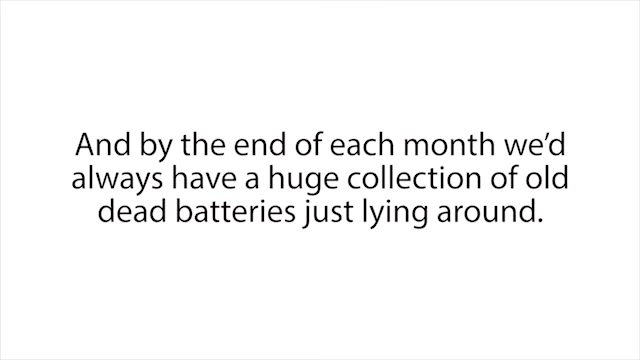 And by the end of each month we’d
always have a huge collection of old
dead batteries just lying around.